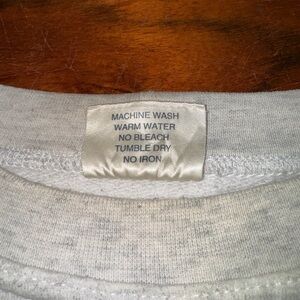 MACHINE WASH
WARM WATER
NO BLEACH
TUMBLE DRY
NO IRON